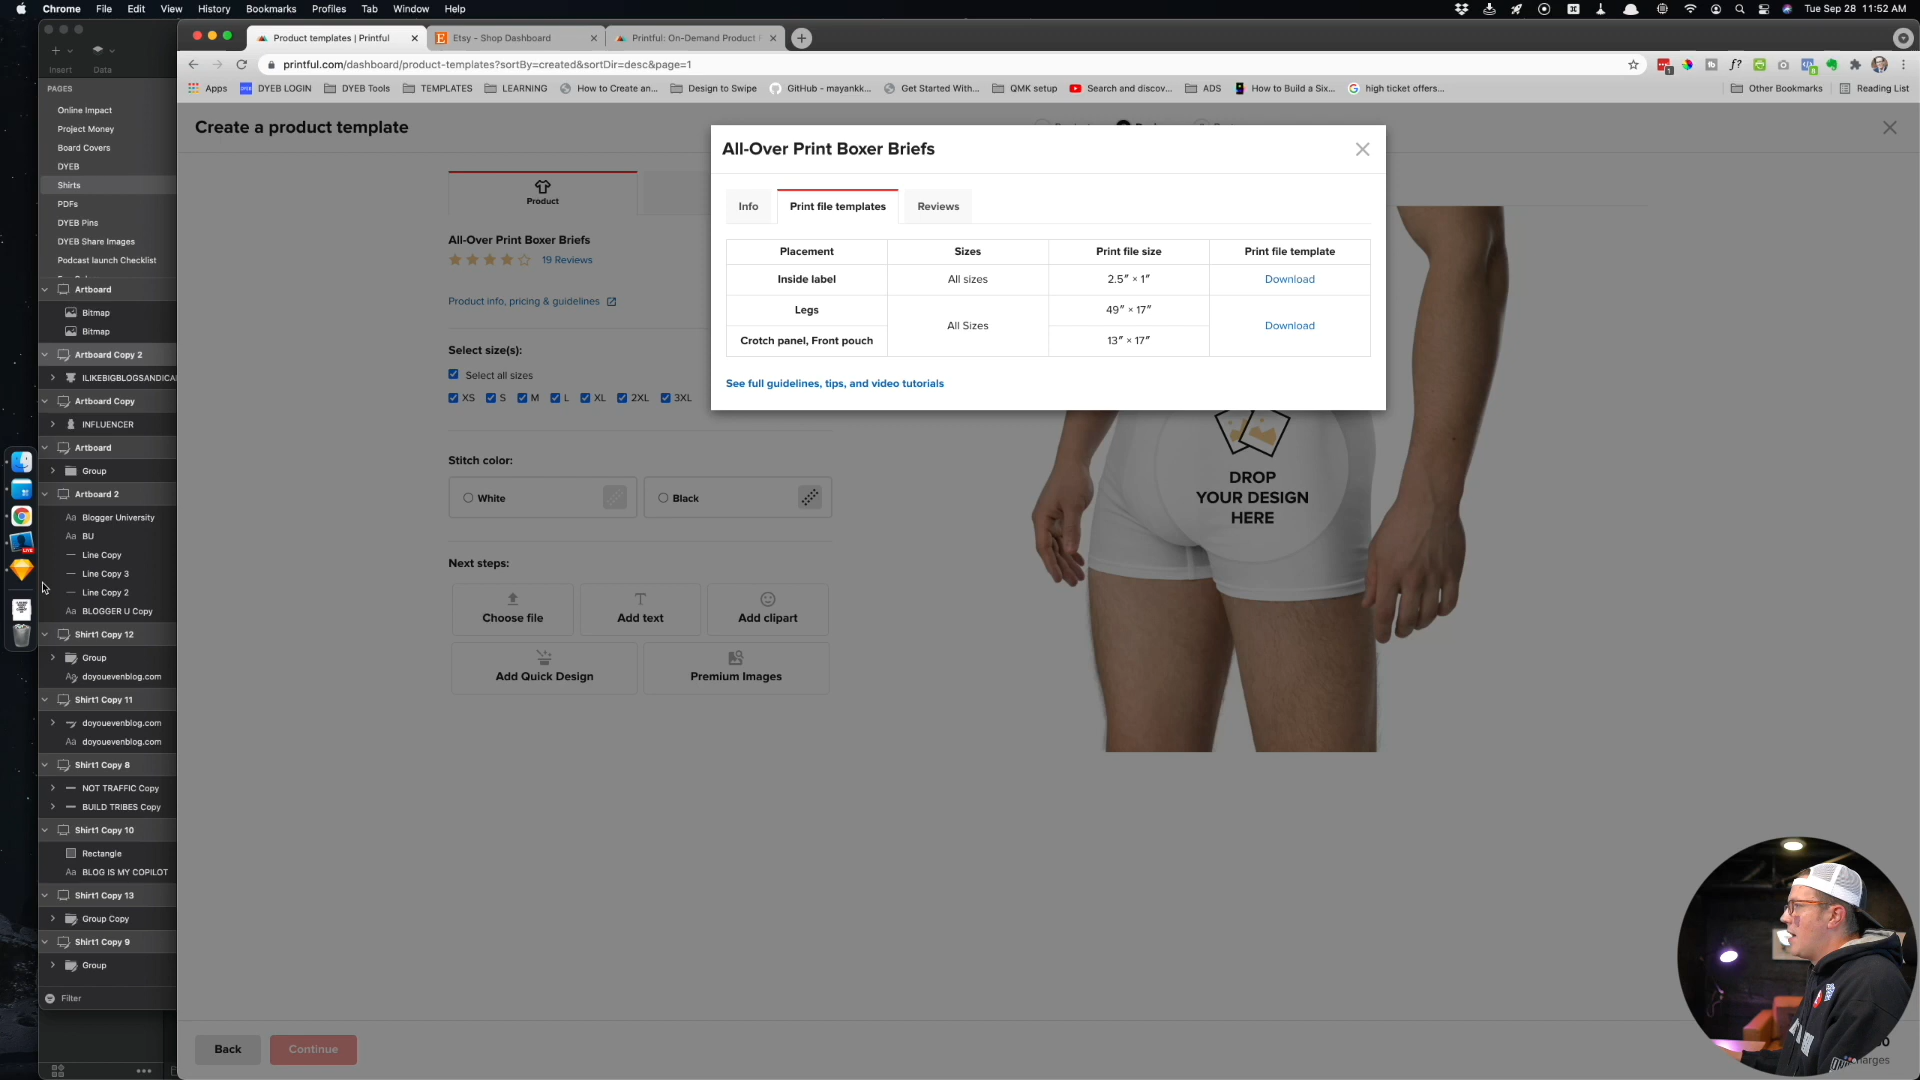 Chrome File Edit View History Bookmarks Profiles Tab Window Help
Tue Sep 28 11:52 AM
Insert Data
PAGES
Online Impact
Project Money
Board Covers
DYEB
Shirts
PDFs
DYEB Pins
DYEB Share Images
Podcast launch Checklist
Artboard
Bitmap
Bitmap
Artboard Copy 2
ILIKEBIGBLOGSANDICA
Artboard Copy
INFLUENCER
Artboard
Group
Artboard 2
Aa Blogger University
Aa BU
Line Copy
Line Copy 3
Line Copy 2
Aa BLOGGER U Copy
Shirt1 Copy 12
Group
doyouevenblog.com
Shirt1 Copy 11
doyouevenblog.com
Aa doyouevenblog.com
Shirt1 Copy 8
NOT TRAFFIC Copy
BUILD TRIBES Copy
Shirt1 Copy 10
Rectangle
Aa BLOG IS MY COPILOT
Shirt1 Copy 13
Group Copy
Shirt1 Copy 9
Group
Filter
Product templates | Printful
Etsy - Shop Dashboard
Printful: On-Demand Product F
printful.com/dashboard/product-templates?sortBy=created&sortDir=desc&page=1
Apps DYEB LOGIN DYEB Tools TEMPLATES LEARNING How to Create an... Design to Swipe GitHub - mayankk... Get Started With... QMK setup Search and discov... ADS How to Build a Six... high ticket offers... Other Bookmarks Reading List
Create a product template
Product
All-Over Print Boxer Briefs
19 Reviews
Product info, pricing & guidelines
Select size(s):
Select all sizes
XS S M L XL 2XL 3XL
Stitch color:
White Black
Next steps:
Choose file Add text Add clipart
Add Quick Design Premium Images
Back Continue
All-Over Print Boxer Briefs
Info Print file templates Reviews
Placement Sizes Print file size Print file template
Inside label All sizes 2.5″ × 1″ Download
Legs All Sizes 49″ × 17″ Download
Crotch panel, Front pouch 13″ × 17″
See full guidelines, tips, and video tutorials
DROP
YOUR DESIGN
HERE